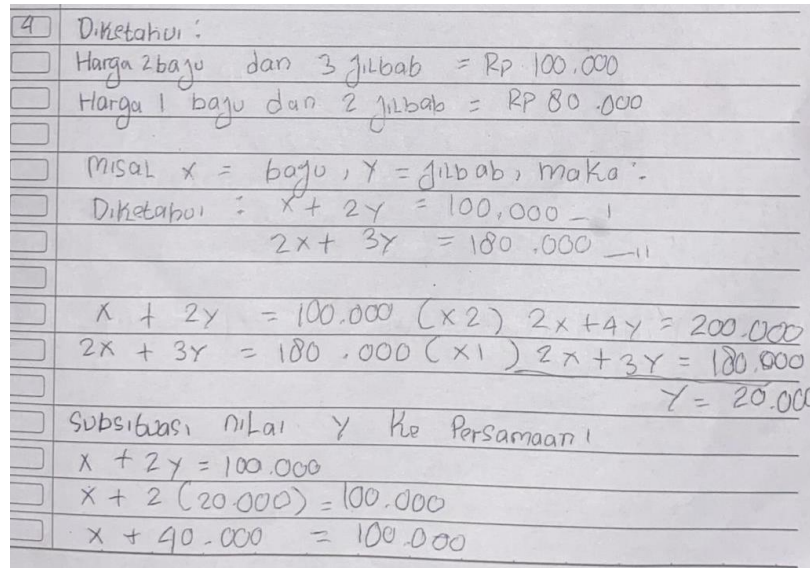 4 Diketahui :
Harga 2 baju dan 3 jilbab = Rp 100.000
Harga 1 baju dan 2 jilbab = RP 80.000
misal x = baju, Y = jilbab, maka :-
Diketahui : x + 2Y = 100,000 _ I
2x + 3Y = 180.000 _ II
x + 2Y = 100.000 (x2) 2x + 4Y = 200.000
2x + 3Y = 180.000 (x1) 2x + 3Y = 180.000
Y = 20.000
Subsituasi nilai Y ke Persamaan 1
x + 2y = 100.000
x + 2 (20.000) = 100.000
x + 40.000 = 100.000